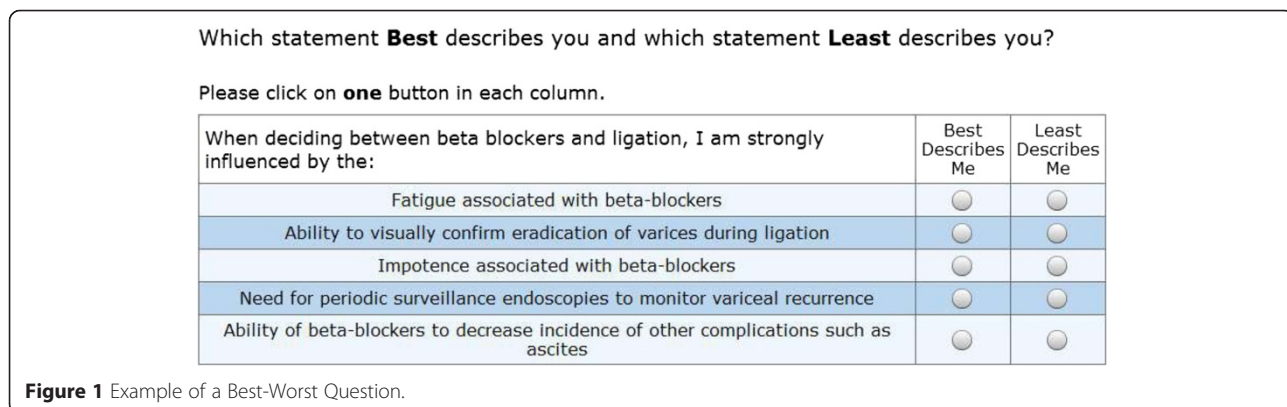 Which statement Best describes you and which statement Least describes you?
Please click on one button in each column.
When deciding between beta blockers and ligation, I am strongly
influenced by the:
Best
Describes
Me
Least
Describes
Me
Fatigue associated with beta-blockers
Ability to visually confirm eradication of varices during ligation
Impotence associated with beta-blockers
Need for periodic surveillance endoscopies to monitor variceal recurrence
Ability of beta-blockers to decrease incidence of other complications such as
ascites
Figure 1 Example of a Best-Worst Question.